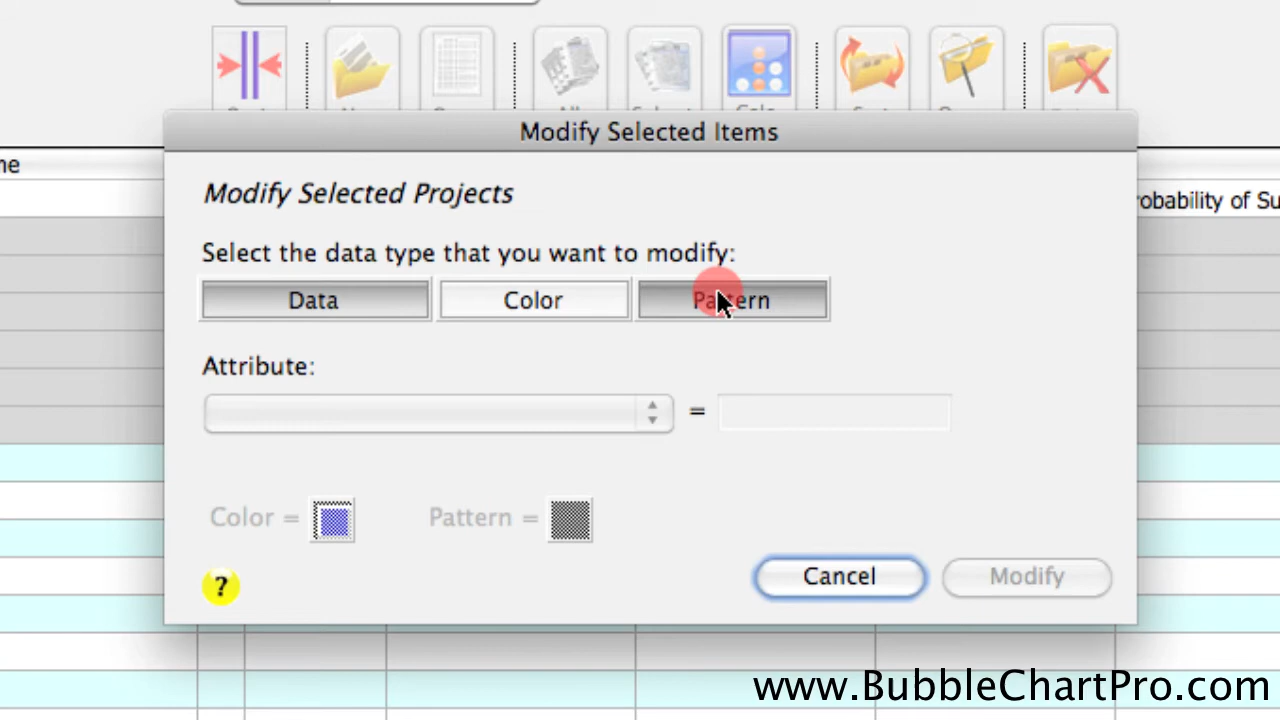 Modify Selected Items
me
Modify Selected Projects
robability of Su
Select the data type that you want to modify:
Data
Color
Pattern
Attribute:
=
Color =
Pattern =
?
Cancel
Modify
www.BubbleChartPro.com